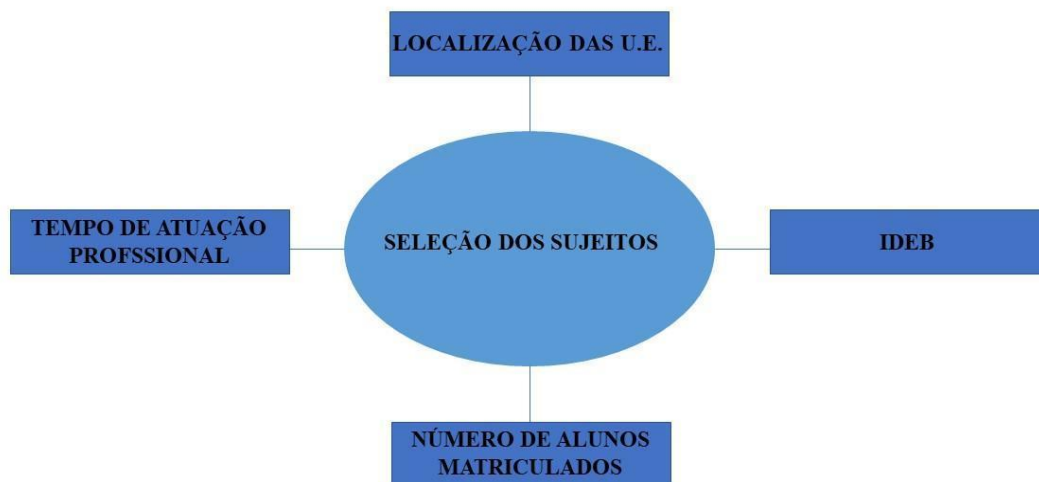 LOCALIZAÇÃO DAS U.E.
TEMPO DE ATUAÇÃO
PROFSSIONAL
SELEÇÃO DOS SUJEITOS
IDEB
NÚMERO DE ALUNOS
MATRICULADOS